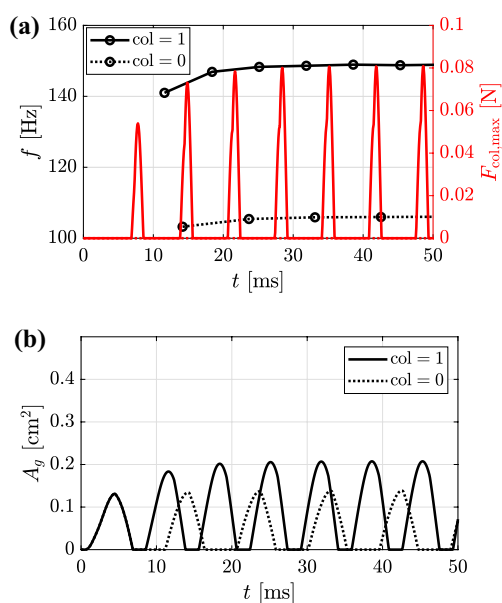 (a)
160
140
120
100
f [Hz]
col = 1
col = 0
0.1
0.08
0.06
0.04
0.02
0
F_col,max [N]
0 10 20 30 40 50
t [ms]
(b)
0.4
0.3
0.2
0.1
0
A_g [cm²]
col = 1
col = 0
0 10 20 30 40 50
t [ms]